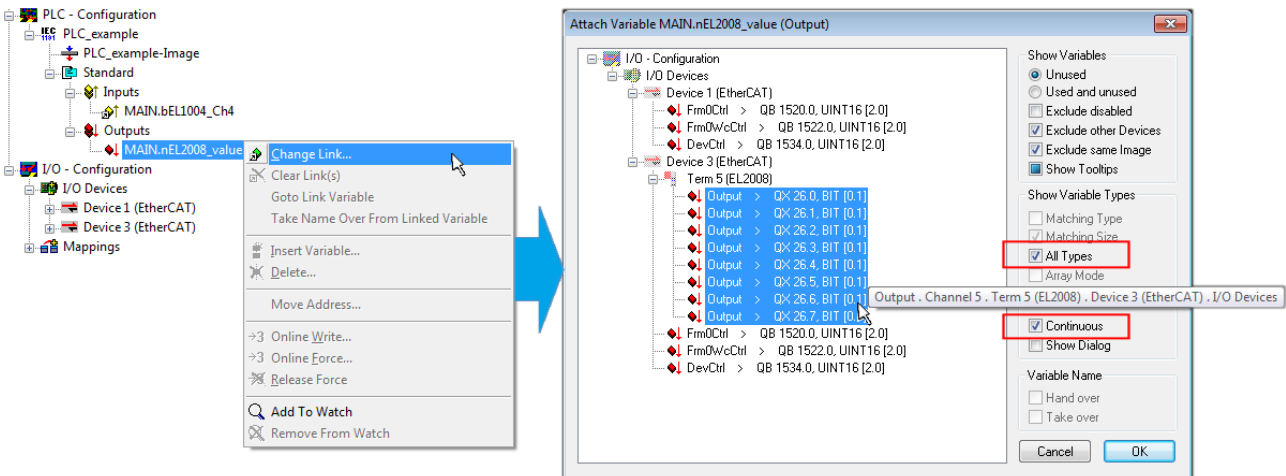 PLC - Configuration
PLC_example
PLC_example-Image
Standard
Inputs
MAIN.bEL1004_Ch4
Outputs
MAIN.nEL2008_value
I/O - Configuration
I/O Devices
Device 1 (EtherCAT)
Device 3 (EtherCAT)
Mappings
Change Link...
Clear Link(s)
Goto Link Variable
Take Name Over From Linked Variable
Insert Variable...
Delete...
Move Address...
Online Write...
Online Force...
Release Force
Add To Watch
Remove From Watch
Attach Variable MAIN.nEL2008_value (Output)
I/O - Configuration
I/O Devices
Device 1 (EtherCAT)
Frm0Ctrl > QB 1520.0, UINT16 [2.0]
Frm0WcCtrl > QB 1522.0, UINT16 [2.0]
DevCtrl > QB 1534.0, UINT16 [2.0]
Device 3 (EtherCAT)
Term 5 (EL2008)
Output > QX 26.0, BIT [0.1]
Output > QX 26.1, BIT [0.1]
Output > QX 26.2, BIT [0.1]
Output > QX 26.3, BIT [0.1]
Output > QX 26.4, BIT [0.1]
Output > QX 26.5, BIT [0.1]
Output > QX 26.6, BIT [0.1]
Output > QX 26.7, BIT [0.
Frm0Ctrl > QB 1520.0, UINT16 [2.0]
Frm0WcCtrl > QB 1522.0, UINT16 [2.0]
DevCtrl > QB 1534.0, UINT16 [2.0]
Output . Channel 5 . Term 5 (EL2008) . Device 3 (EtherCAT) . I/O Devices
Show Variables
Unused
Used and unused
Exclude disabled
Exclude other Devices
Exclude same Image
Show Tooltips
Show Variable Types
Matching Type
Matching Size
All Types
Array Mode
Continuous
Show Dialog
Variable Name
Hand over
Take over
Cancel
OK